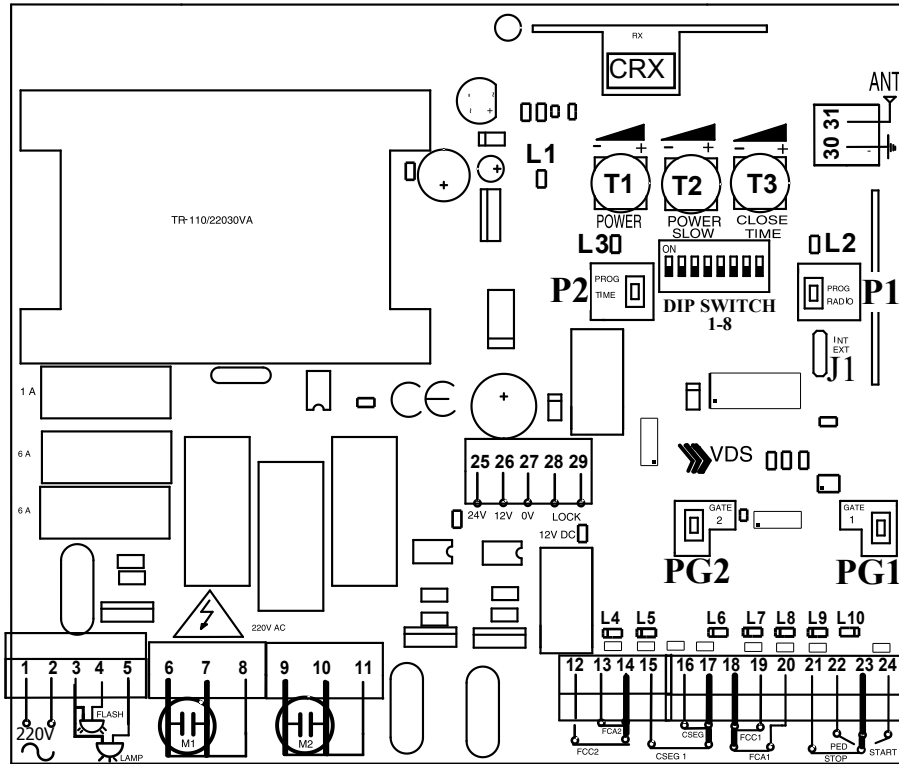 RX
CRX
ANT
30 31
- +
- +
- +
L1
T1
T2
T3
POWER
POWER
SLOW
CLOSE
TIME
TR-110/22030VA
L3
L2
ON
P2
PROG
TIME
DIP SWITCH
1-8
PROG
RADIO
P1
INT
EXT
J1
1 A
CE
6 A
6 A
25 26 27 28 29
24V 12V 0V LOCK
12V DC
VDS
GATE
2
GATE
1
PG2
PG1
220V AC
L4 L5 L6 L7 L8 L9 L10
1 2 3 4 5 6 7 8 9 10 11
12 13 14 15 16 17 18 19 20 21 22 23 24
220V
FLASH
LAMP
M1
M2
FCA2
FCC2
CSEG
CSEG 1
FCC1
FCA1
PED
STOP
START